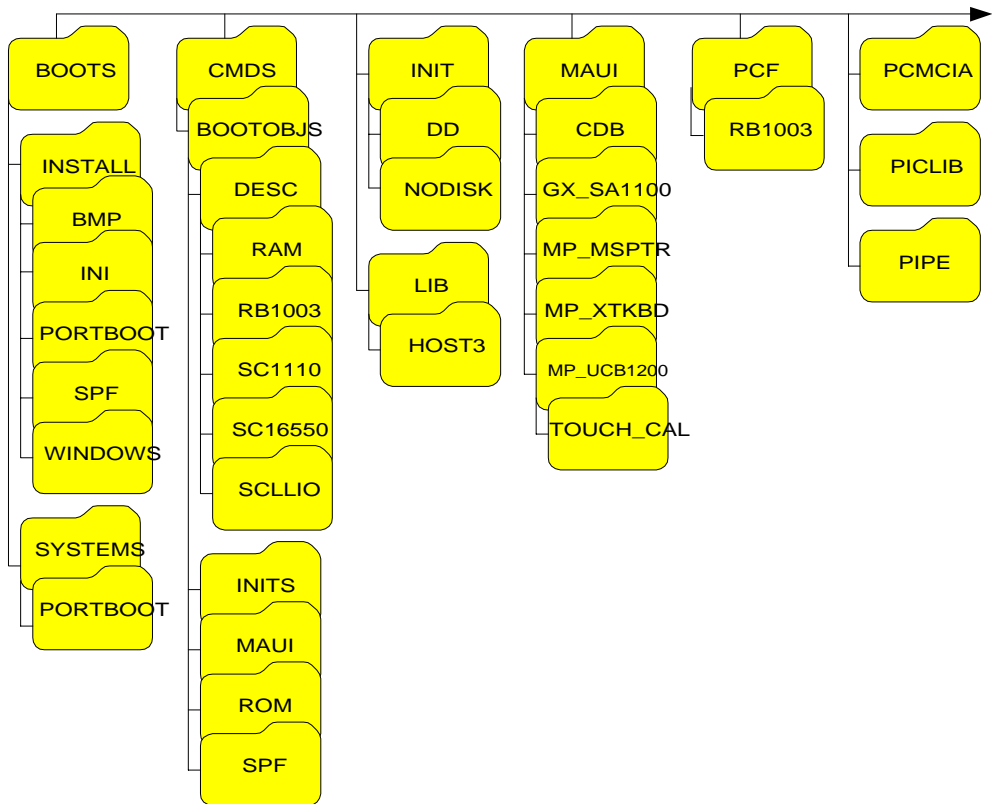 BOOTS
INSTALL
BMP
INI
PORTBOOT
SPF
WINDOWS
SYSTEMS
PORTBOOT
CMDS
BOOTOBJS
DESC
RAM
RB1003
SC1110
SC16550
SCLLIO
INITS
MAUI
ROM
SPF
INIT
DD
NODISK
LIB
HOST3
MAUI
CDB
GX_SA1100
MP_MSPTR
MP_XTKBD
MP_UCB1200
TOUCH_CAL
PCF
RB1003
PCMCIA
PICLIB
PIPE